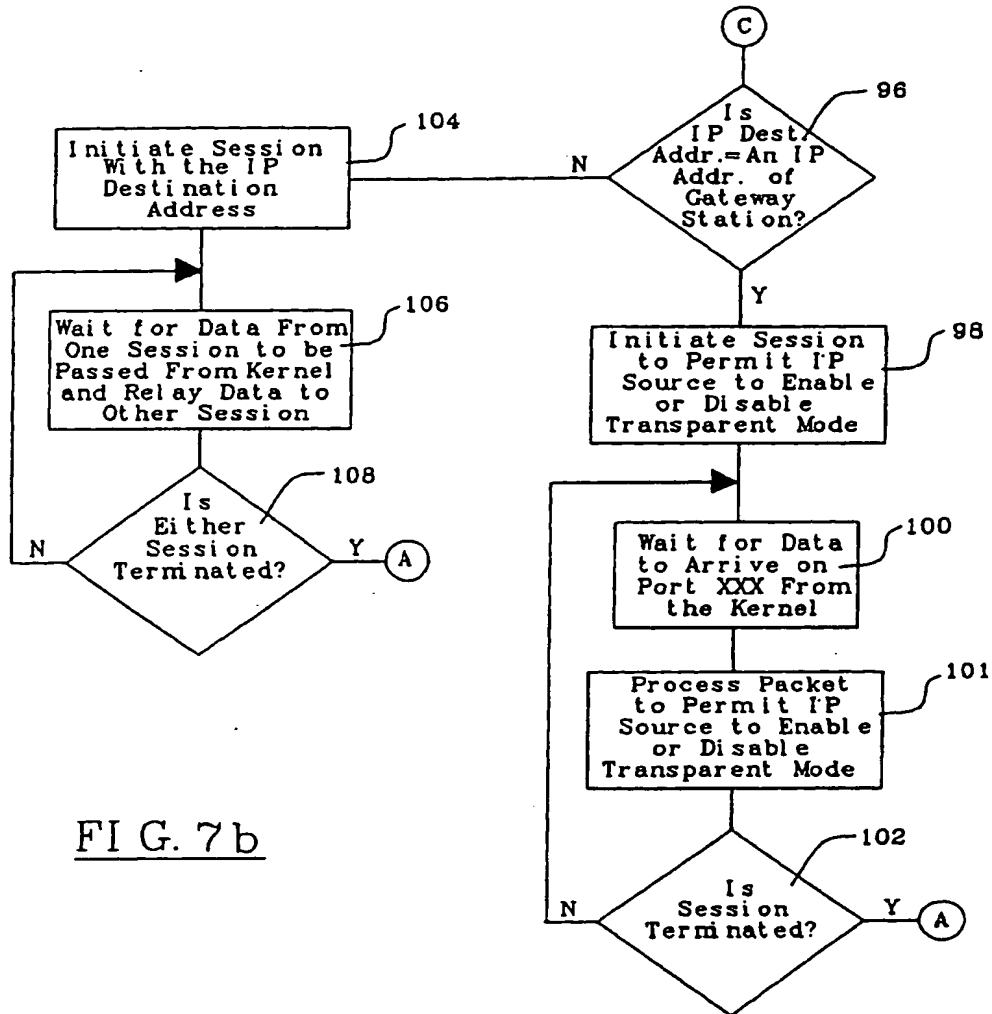 C
96
Is
IP Dest.
Addr.=An IP
Addr. of
Gateway
Station?
N
Y
104
Initiate Session
With the IP
Destination
Address
106
Wait for Data From
One Session to be
Passed From Kernel
and Relay Data to
Other Session
108
Is
Either
Session
Terminated?
N
Y
A
98
Initiate Session
to Permit IP
Source to Enable
or Disable
Transparent Mode
100
Wait for Data
to Arrive on
Port XXX From
the Kernel
101
Process Packet
to Permit IP
Source to Enable
or Disable
Transparent Mode
102
Is
Session
Terminated?
N
Y
A
FIG. 7b